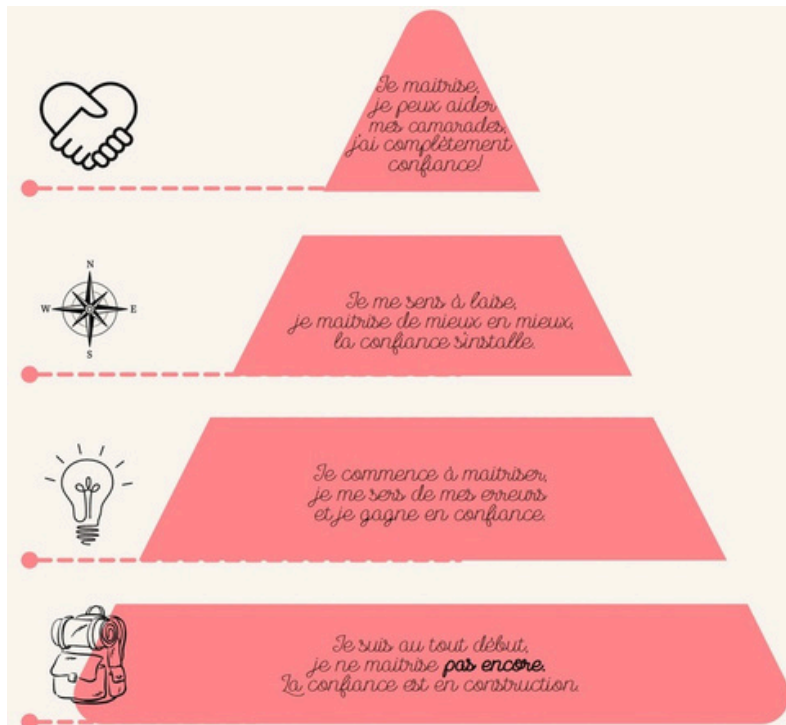 Je maitrise,
je peux aider
mes camarades,
j'ai complètement
confiance!
N
W E
S
Je me sens à laise,
je maitrise de mieux en mieux,
la confiance s'installe.
Je commence à maitriser,
je me sers de mes erreurs
et je gagne en confiance.
Je suis au tout début,
je ne maitrise pas encore.
La confiance est en construction.